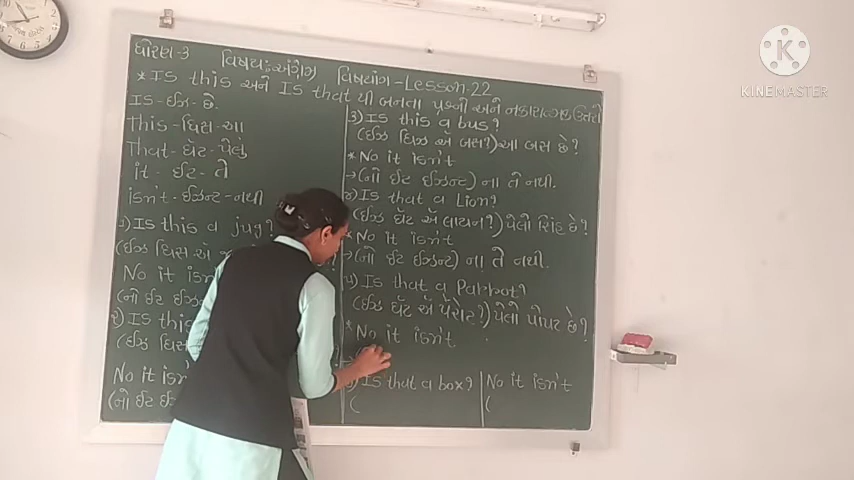 ધોરણ-3 વિષય:અંગ્રેજી વિષયાંગ-Lesson-22
*Is this અને Is that થી બનતા પ્રશ્નો અને નકારાત્મક ઉત્તરો
Is-ઈઝ-છે.
This-ધિસ-આ
That-ધૅટ-પેલું
it-ઈટ-તે
isn't-ઈઝન્ટ-નથી
૧) Is this a jug?
(ઈઝ ધિસ એ
No it isn't
(નો ઈટ ઈઝન્
૨) Is this
(ઈઝ ધિસ
No it isn'
(નો ઈટ ઈ
૩) Is this a bus?
(ઈઝ ધિઝ ઍ બસ?) આ બસ છે?
*No it isn't
→(નો ઈટ ઈઝન્ટ) ના તે નથી.
૪) Is that a Lion?
(ઈઝ ધૅટ ઍ લાયન?) પેલો સિંહ છે?
*No it isn't
→(નો ઈટ ઈઝન્ટ) ના તે નથી.
૫) Is that a Parrot?
(ઈઝ ધૅટ ઍ પૅરોટ?) પેલો પોપટ છે?
*No it isn't
Is that a box?
(
No it isn't
(
KINEMASTER